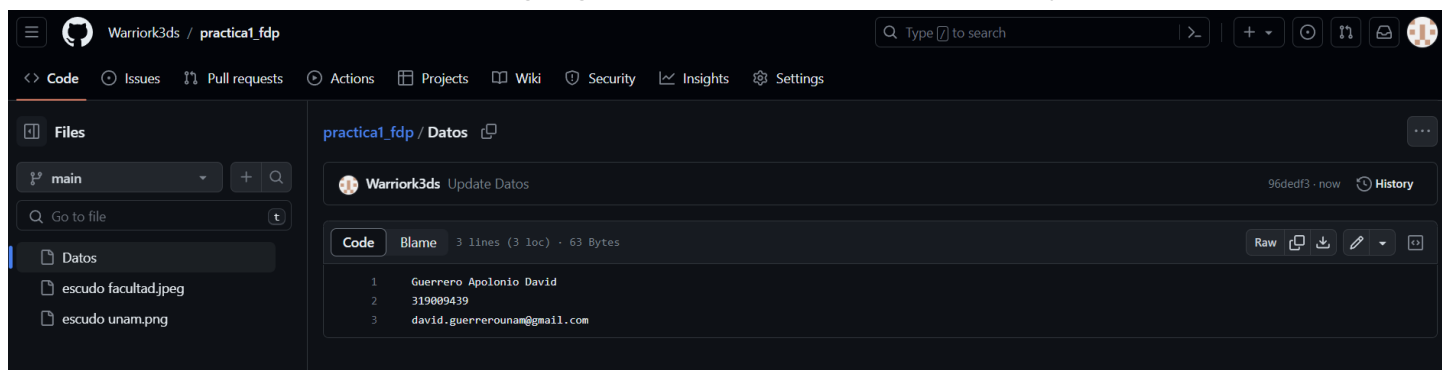 Warriork3ds / practica1_fdp
Type / to search
<> Code Issues Pull requests Actions Projects Wiki Security Insights Settings
Files
practica1_fdp / Datos
main
Warriork3ds Update Datos
96dedf3 · now History
Go to file t
Code Blame 3 lines (3 loc) · 63 Bytes
Raw
Datos
escudo facultad.jpeg
escudo unam.png
1 Guerrero Apolonio David
2 319009439
3 david.guerrerounam@gmail.com